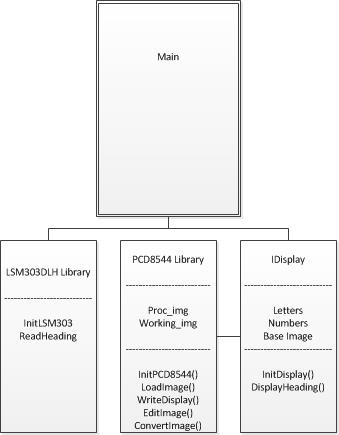 Main
LSM303DLH Library
InitLSM303
ReadHeading
PCD8544 Library
Proc_img
Working_img
InitPCD8544()
LoadImage()
WriteDisplay()
EditImage()
ConvertImage()
IDisplay
Letters
Numbers
Base Image
InitDisplay()
DisplayHeading()